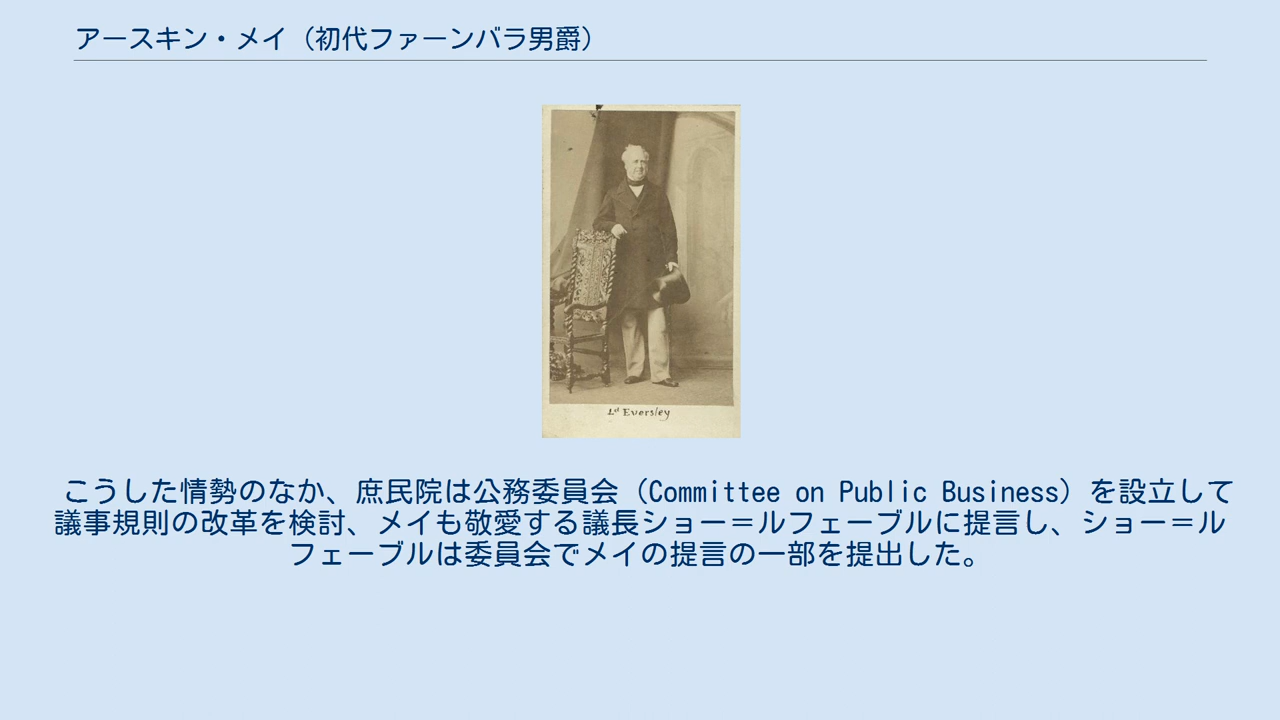 アースキン・メイ（初代ファーンバラ男爵）
Ld Eversley
こうした情勢のなか、庶民院は公務委員会（Committee on Public Business）を設立して
議事規則の改革を検討、メイも敬愛する議長ショー＝ルフェーブルに提言し、ショー＝ル
フェーブルは委員会でメイの提言の一部を提出した。